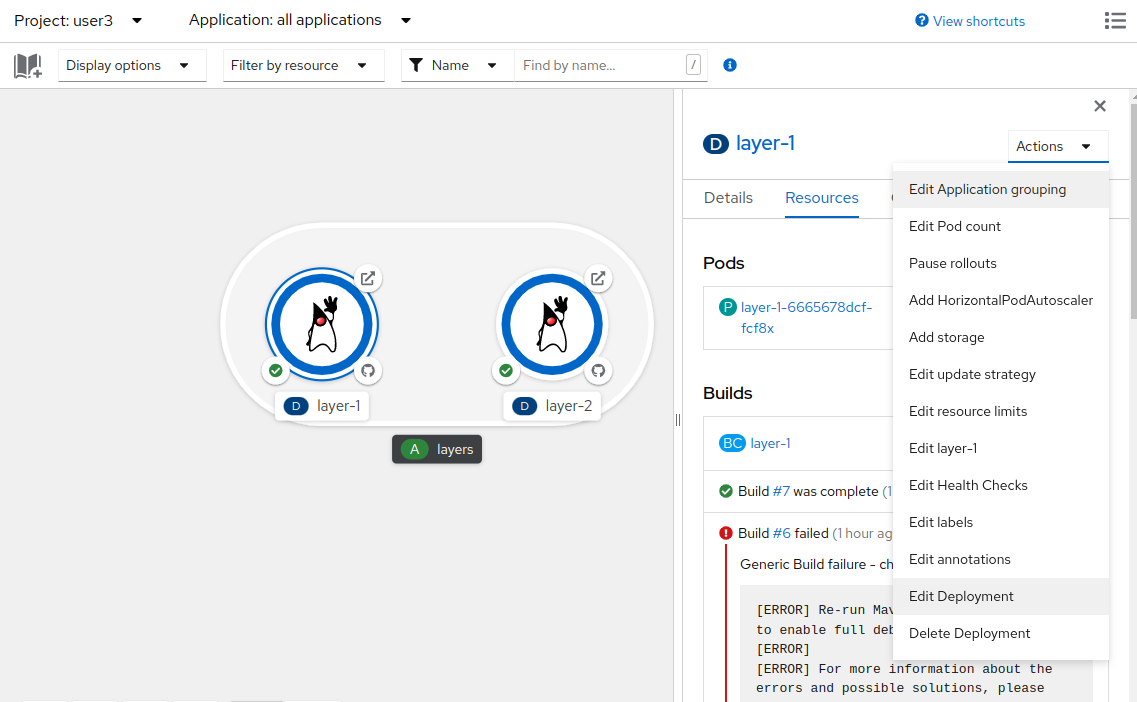 Project: user3
Application: all applications
View shortcuts
Display options
Filter by resource
Name
Find by name...
/
D layer-1
Actions
Details
Resources
Edit Application grouping
Edit Pod count
Pause rollouts
Add HorizontalPodAutoscaler
Add storage
Edit update strategy
Edit resource limits
Edit layer-1
Edit Health Checks
Edit labels
Edit annotations
Edit Deployment
Delete Deployment
Pods
P layer-1-6665678dcf-
fcf8x
Builds
BC layer-1
Build #7 was complete (1
Build #6 failed (1 hour ag
Generic Build failure - ch
[ERROR] Re-run Mav
to enable full deb
[ERROR]
[ERROR] For more information about the
errors and possible solutions, please
D layer-1
D layer-2
A layers